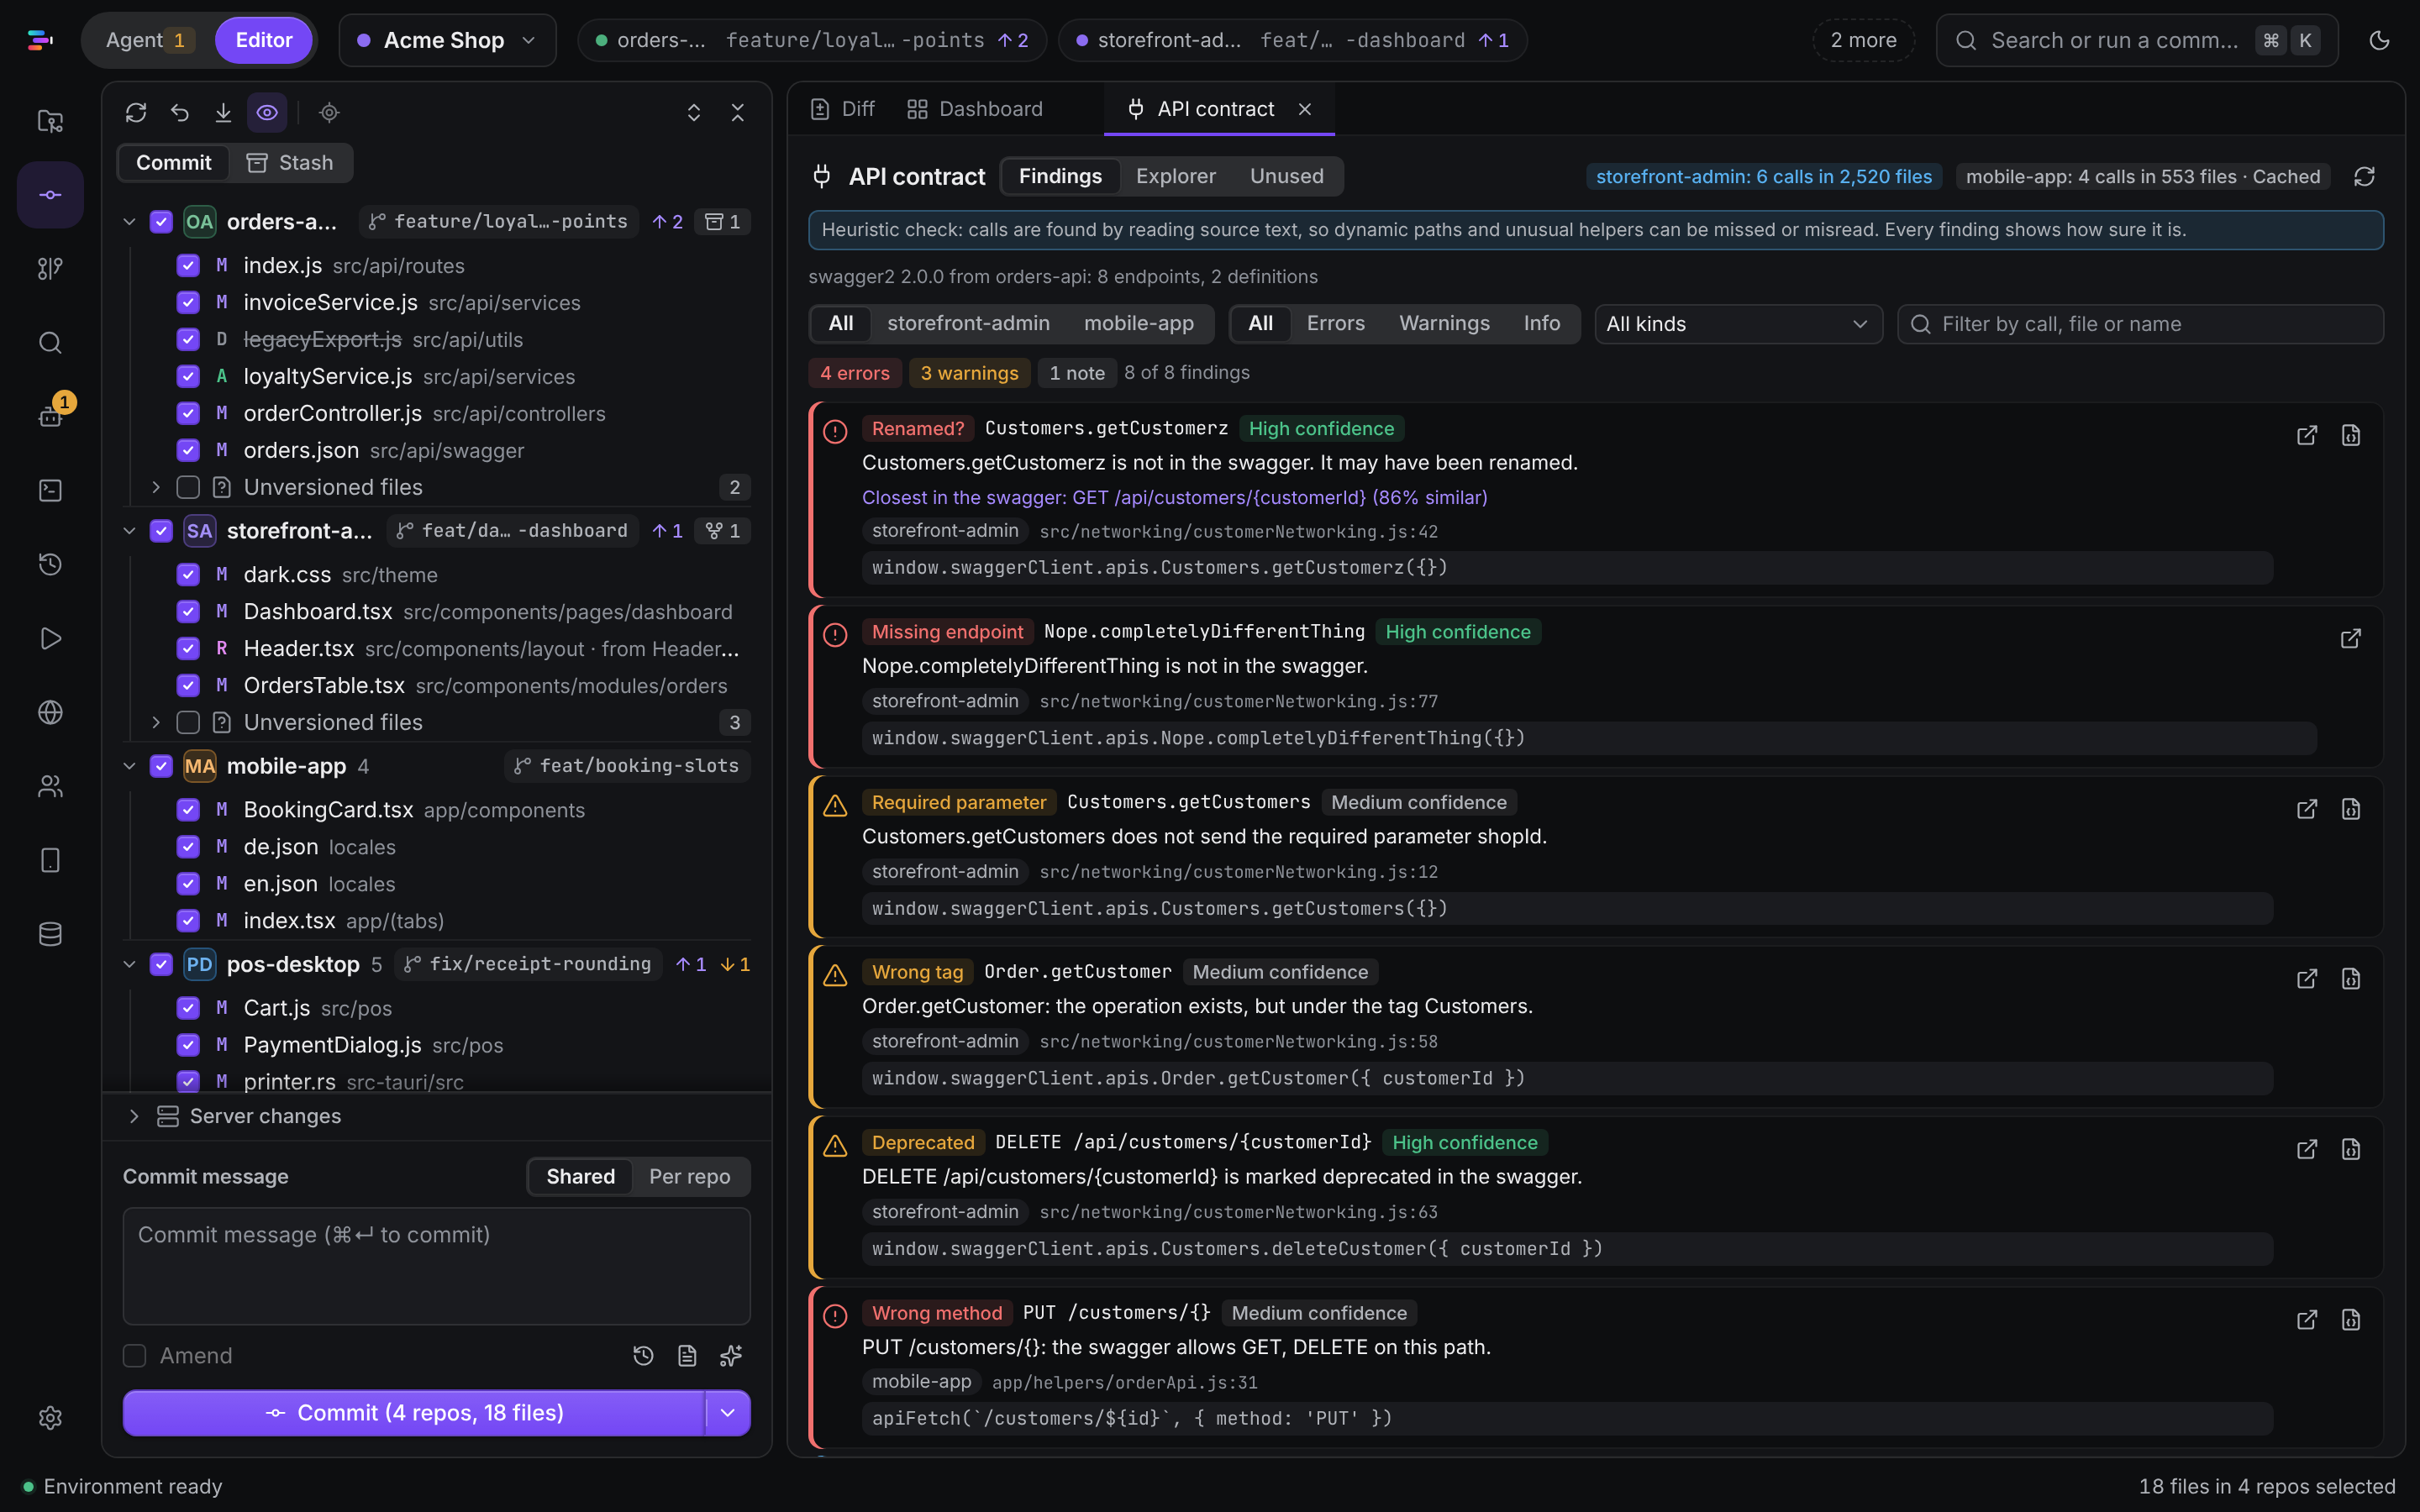 Agent 1 Editor Acme Shop orders-... feature/loyal…-points ↑2 storefront-ad... feat/… -dashboard ↑1 2 more Search or run a comm... ⌘ K
Commit Stash
orders-a... feature/loyal…-points ↑2 1
OA
M index.js src/api/routes
M invoiceService.js src/api/services
D legacyExport.js src/api/utils
A loyaltyService.js src/api/services
M orderController.js src/api/controllers
M orders.json src/api/swagger
Unversioned files 2
SA storefront-a... feat/da… -dashboard ↑1 1
M dark.css src/theme
M Dashboard.tsx src/components/pages/dashboard
R Header.tsx src/components/layout · from Header...
M OrdersTable.tsx src/components/modules/orders
Unversioned files 3
MA mobile-app 4 feat/booking-slots
M BookingCard.tsx app/components
M de.json locales
M en.json locales
M index.tsx app/(tabs)
PD pos-desktop 5 fix/receipt-rounding ↑1 ↓1
M Cart.js src/pos
M PaymentDialog.js src/pos
M printer.rs src-tauri/src
Server changes
Commit message Shared Per repo
Commit message (⌘↵ to commit)
Amend
Commit (4 repos, 18 files)
1
Diff Dashboard API contract
API contract Findings Explorer Unused storefront-admin: 6 calls in 2,520 files mobile-app: 4 calls in 553 files · Cached
Heuristic check: calls are found by reading source text, so dynamic paths and unusual helpers can be missed or misread. Every finding shows how sure it is.
swagger2 2.0.0 from orders-api: 8 endpoints, 2 definitions
All storefront-admin mobile-app All Errors Warnings Info All kinds Filter by call, file or name
4 errors 3 warnings 1 note 8 of 8 findings
Renamed? Customers.getCustomerz High confidence
Customers.getCustomerz is not in the swagger. It may have been renamed.
Closest in the swagger: GET /api/customers/{customerId} (86% similar)
storefront-admin src/networking/customerNetworking.js:42
window.swaggerClient.apis.Customers.getCustomerz({})
Missing endpoint Nope.completelyDifferentThing High confidence
Nope.completelyDifferentThing is not in the swagger.
storefront-admin src/networking/customerNetworking.js:77
window.swaggerClient.apis.Nope.completelyDifferentThing({})
Required parameter Customers.getCustomers Medium confidence
Customers.getCustomers does not send the required parameter shopId.
storefront-admin src/networking/customerNetworking.js:12
window.swaggerClient.apis.Customers.getCustomers({})
Wrong tag Order.getCustomer Medium confidence
Order.getCustomer: the operation exists, but under the tag Customers.
storefront-admin src/networking/customerNetworking.js:58
window.swaggerClient.apis.Order.getCustomer({ customerId })
Deprecated DELETE /api/customers/{customerId} High confidence
DELETE /api/customers/{customerId} is marked deprecated in the swagger.
storefront-admin src/networking/customerNetworking.js:63
window.swaggerClient.apis.Customers.deleteCustomer({ customerId })
Wrong method PUT /customers/{} Medium confidence
PUT /customers/{}: the swagger allows GET, DELETE on this path.
mobile-app app/helpers/orderApi.js:31
apiFetch(`/customers/${id}`, { method: 'PUT' })
Environment ready 18 files in 4 repos selected